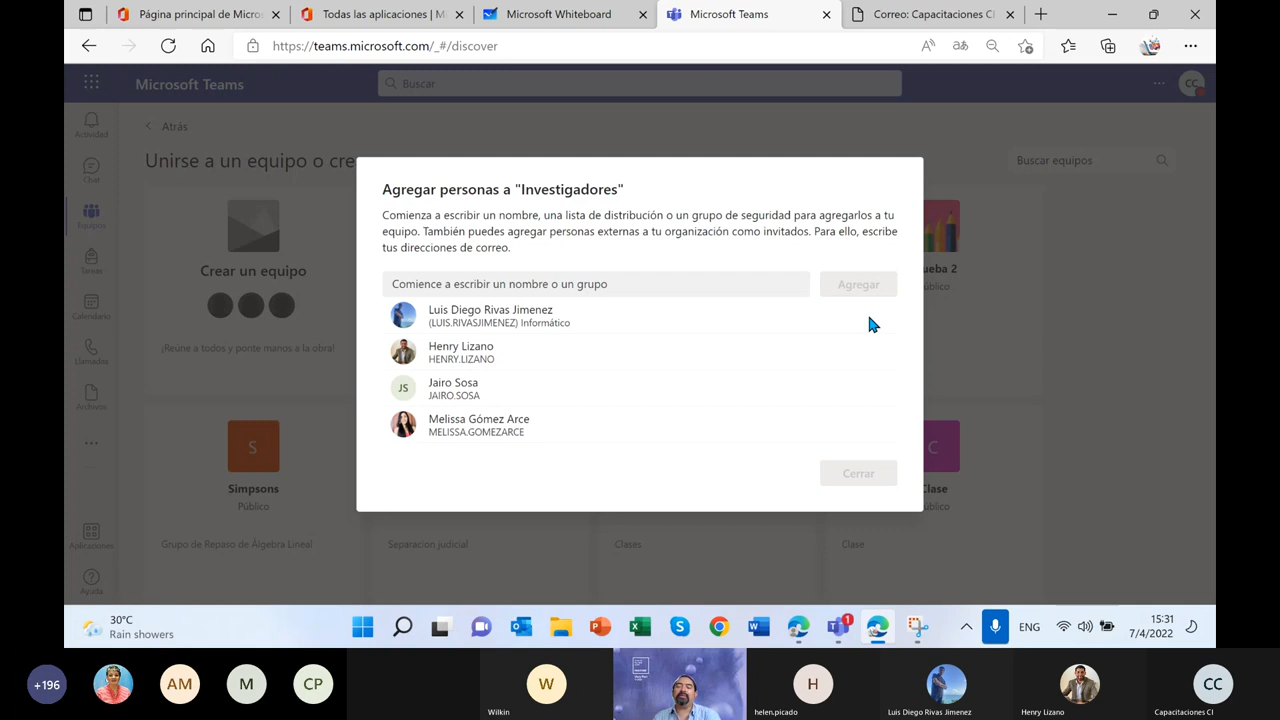 Página principal de Micros
Todas las aplicaciones | M
Microsoft Whiteboard
Microsoft Teams
Correo: Capacitaciones CI
https://teams.microsoft.com/_#/discover
Microsoft Teams
Buscar
CC
Actividad
Chat
Equipos
Tareas
Calendario
Llamadas
Archivos
Aplicaciones
Ayuda
Atrás
Unirse a un equipo o cre
Buscar equipos
Crear un equipo
¡Reúne a todos y ponte manos a la obra!
ueba 2
úblico
S
Simpsons
Público
Grupo de Repaso de Álgebra Lineal
Separacion judicial
Clases
C
Clase
úblico
Clase
Agregar personas a "Investigadores"
Comienza a escribir un nombre, una lista de distribución o un grupo de seguridad para agregarlos a tu
equipo. También puedes agregar personas externas a tu organización como invitados. Para ello, escribe
tus direcciones de correo.
Comience a escribir un nombre o un grupo
Agregar
Luis Diego Rivas Jimenez
(LUIS.RIVASJIMENEZ) Informático
Henry Lizano
HENRY.LIZANO
JS
Jairo Sosa
JAIRO.SOSA
Melissa Gómez Arce
MELISSA.GOMEZARCE
Cerrar
30°C
Rain showers
1
ENG
15:31
7/4/2022
+196
AM
M
CP
W
Wilkin
H
helen.picado
Luis Diego Rivas Jimenez
Henry Lizano
CC
Capacitaciones CI